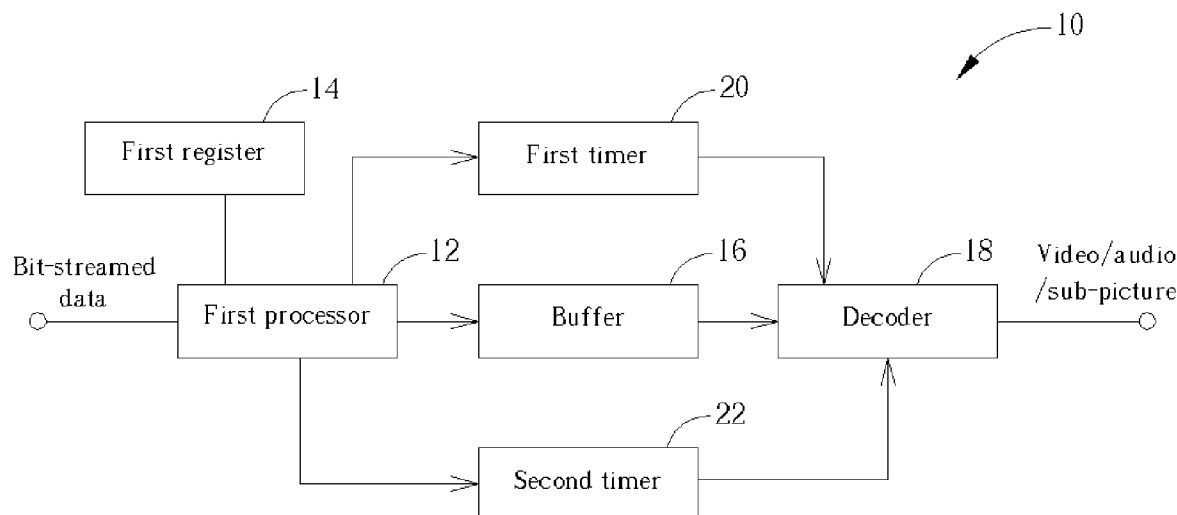 10
14
20
First register
First timer
Bit-streamed
data
12
16
18
Video/audio
/sub-picture
First processor
Buffer
Decoder
22
Second timer